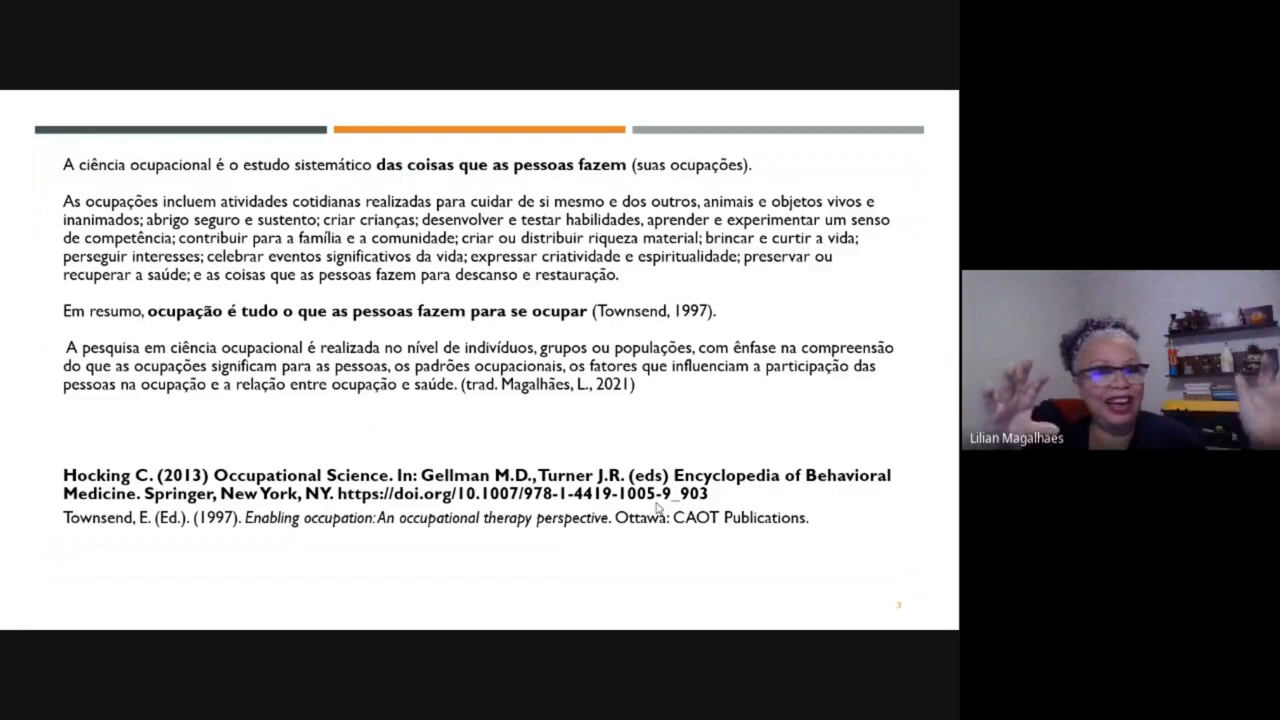 A ciência ocupacional é o estudo sistemático das coisas que as pessoas fazem (suas ocupações).
As ocupações incluem atividades cotidianas realizadas para cuidar de si mesmo e dos outros, animais e objetos vivos e
inanimados; abrigo seguro e sustento; criar crianças; desenvolver e testar habilidades, aprender e experimentar um senso
de competência; contribuir para a família e a comunidade; criar ou distribuir riqueza material; brincar e curtir a vida;
perseguir interesses; celebrar eventos significativos da vida; expressar criatividade e espiritualidade; preservar ou
recuperar a saúde; e as coisas que as pessoas fazem para descanso e restauração.
Em resumo, ocupação é tudo o que as pessoas fazem para se ocupar (Townsend, 1997).
A pesquisa em ciência ocupacional é realizada no nível de indivíduos, grupos ou populações, com ênfase na compreensão
do que as ocupações significam para as pessoas, os padrões ocupacionais, os fatores que influenciam a participação das
pessoas na ocupação e a relação entre ocupação e saúde. (trad. Magalhães, L., 2021)
Hocking C. (2013) Occupational Science. In: Gellman M.D., Turner J.R. (eds) Encyclopedia of Behavioral
Medicine. Springer, New York, NY. https://doi.org/10.1007/978-1-4419-1005-9_903
Townsend, E. (Ed.). (1997). Enabling occupation: An occupational therapy perspective. Ottawa: CAOT Publications.
3
Lilian Magalhães